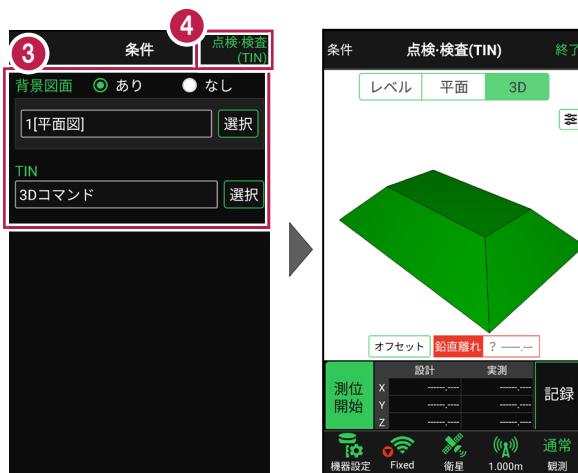 3
条件
4
点検・検査
(TIN)
背景図面 あり なし
1[平面図] 選択
TIN
3Dコマンド 選択
条件 点検・検査(TIN) 終了
レベル 平面 3D
オフセット 鉛直離れ ? -----.---
設計 実測
測位
開始
X -----.---- -----.----
Y -----.---- -----.----
Z -----.---- -----.----
記録
機器設定 Fixed 衛星 1.000m 通常
観測